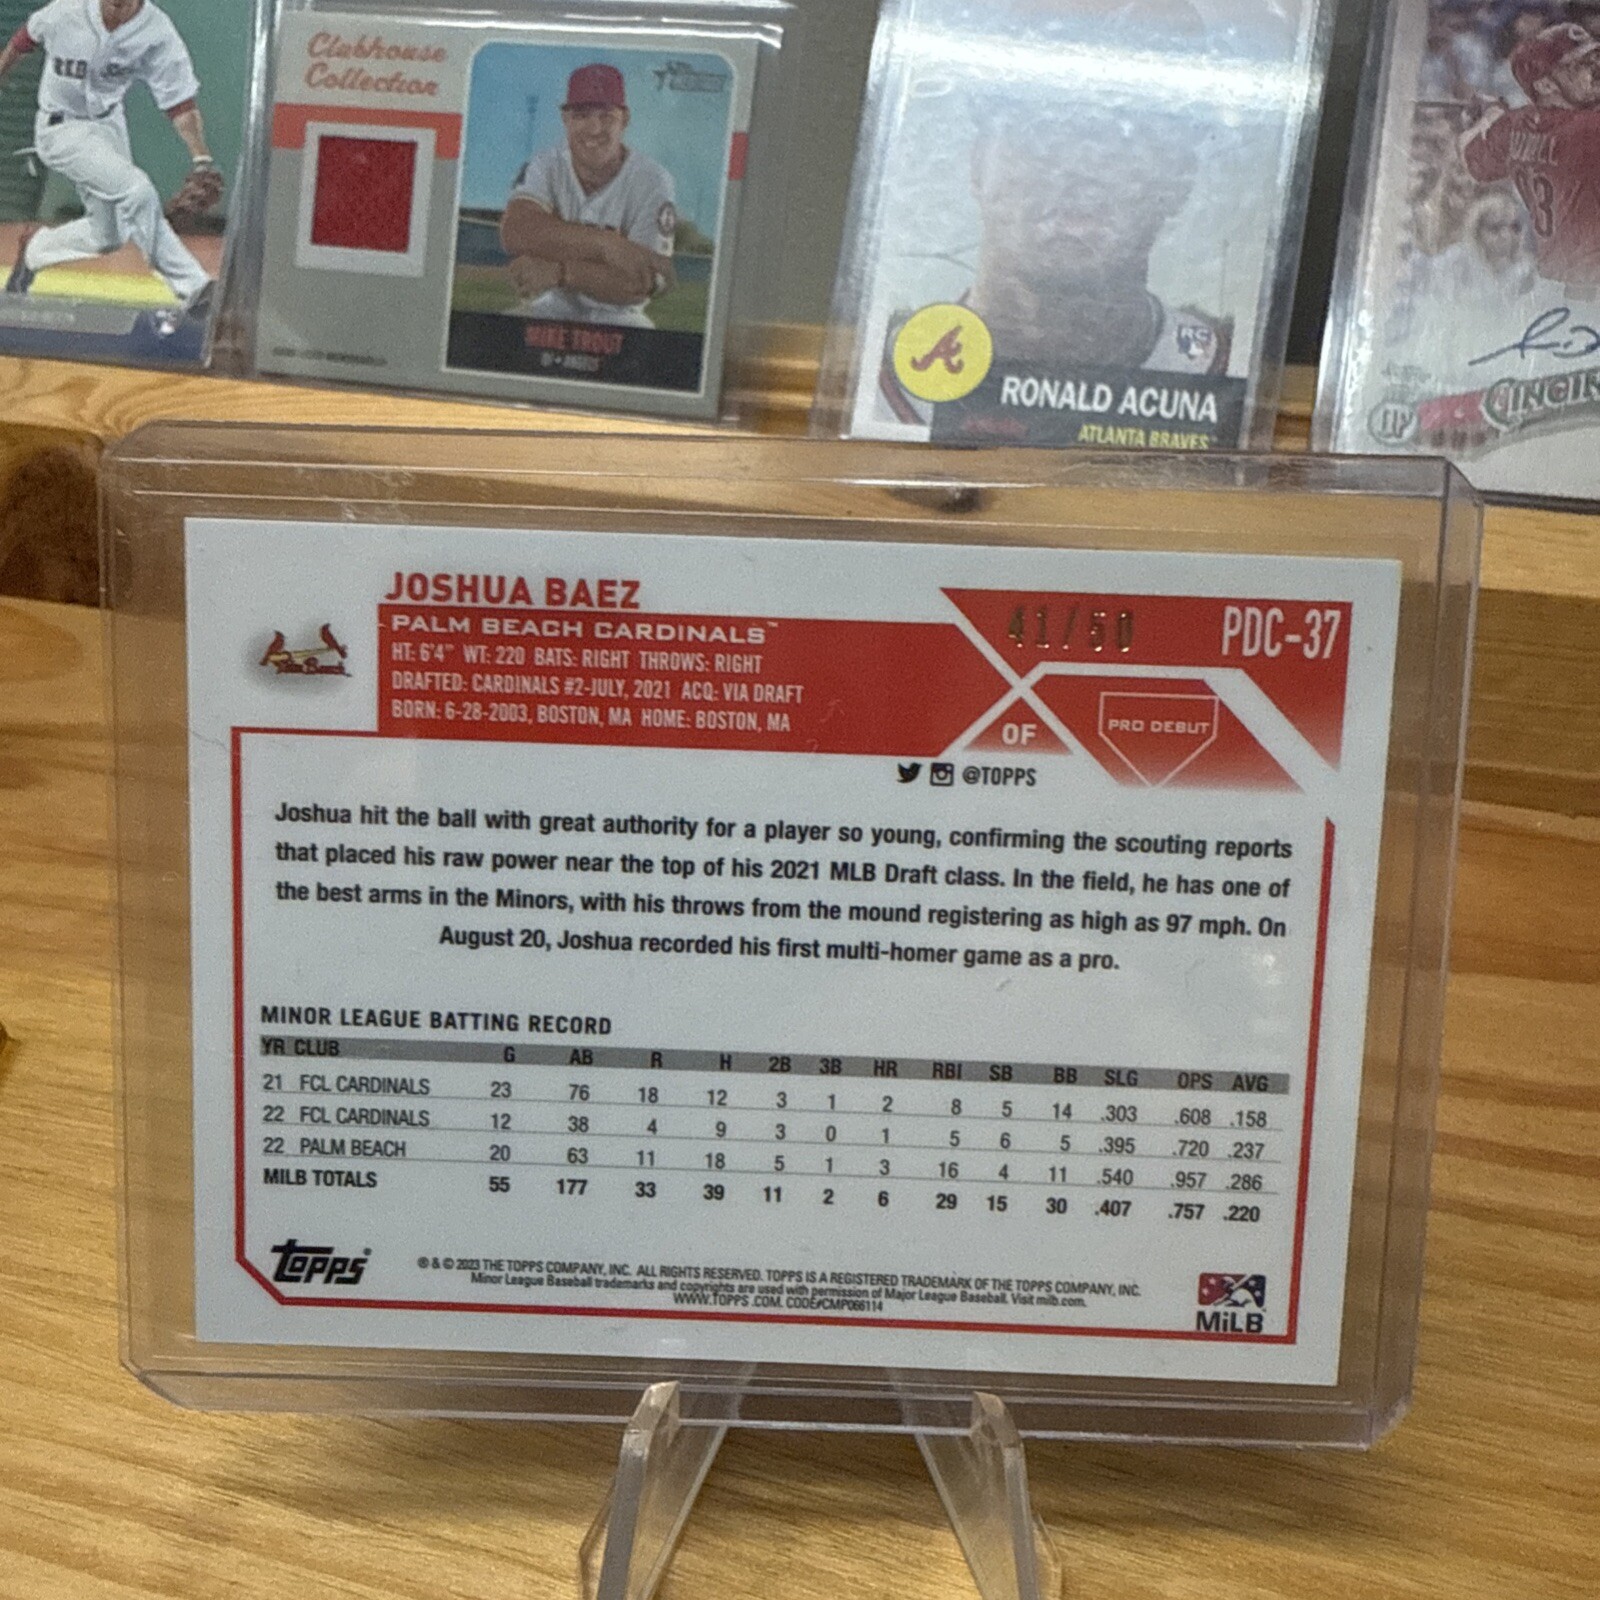 Clubhouse
Collection
MIKE TROUT
OF • ANGELS
RC
RONALD ACUNA
ATLANTA BRAVES™
JOSHUA BAEZ
PALM BEACH CARDINALS™
HT: 6'4" WT: 220 BATS: RIGHT THROWS: RIGHT
DRAFTED: CARDINALS #2-JULY, 2021 ACQ: VIA DRAFT
BORN: 6-28-2003, BOSTON, MA HOME: BOSTON, MA
41/50
PDC-37
OF
PRO DEBUT
@TOPPS
Joshua hit the ball with great authority for a player so young, confirming the scouting reports
that placed his raw power near the top of his 2021 MLB Draft class. In the field, he has one of
the best arms in the Minors, with his throws from the mound registering as high as 97 mph. On
August 20, Joshua recorded his first multi-homer game as a pro.
MINOR LEAGUE BATTING RECORD
YR CLUB G AB R H 2B 3B HR RBI SB BB SLG OPS AVG
21 FCL CARDINALS 23 76 18 12 3 1 2 8 5 14 .303 .608 .158
22 FCL CARDINALS 12 38 4 9 3 0 1 5 6 5 .395 .720 .237
22 PALM BEACH 20 63 11 18 5 1 3 16 4 11 .540 .957 .286
MILB TOTALS 55 177 33 39 11 2 6 29 15 30 .407 .757 .220
Topps®
® & © 2023 THE TOPPS COMPANY, INC. ALL RIGHTS RESERVED. TOPPS IS A REGISTERED TRADEMARK OF THE TOPPS COMPANY, INC.
Minor League Baseball trademarks and copyrights are used with permission of Major League Baseball. Visit milb.com.
WWW.TOPPS.COM. CODE#CMP066114
MiLB